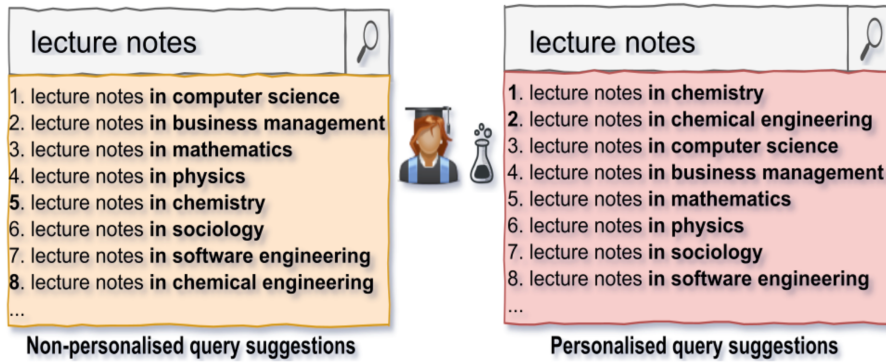 lecture notes
1. lecture notes in computer science
2. lecture notes in business management
3. lecture notes in mathematics
4. lecture notes in physics
5. lecture notes in chemistry
6. lecture notes in sociology
7. lecture notes in software engineering
8. lecture notes in chemical engineering
...
Non-personalised query suggestions
lecture notes
1. lecture notes in chemistry
2. lecture notes in chemical engineering
3. lecture notes in computer science
4. lecture notes in business management
5. lecture notes in mathematics
6. lecture notes in physics
7. lecture notes in sociology
8. lecture notes in software engineering
...
Personalised query suggestions